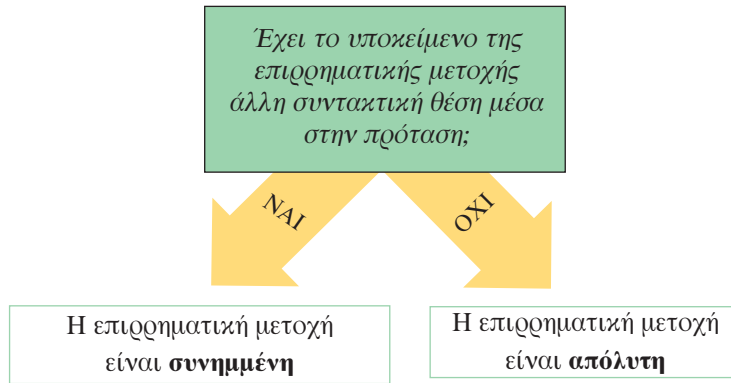 Έχει το υποκείμενο της
επιρρηματικής μετοχής
άλλη συντακτική θέση μέσα
στην πρόταση;
ΝΑΙ
ΟΧΙ
Η επιρρηματική μετοχή
είναι συνημμένη
Η επιρρηματική μετοχή
είναι απόλυτη